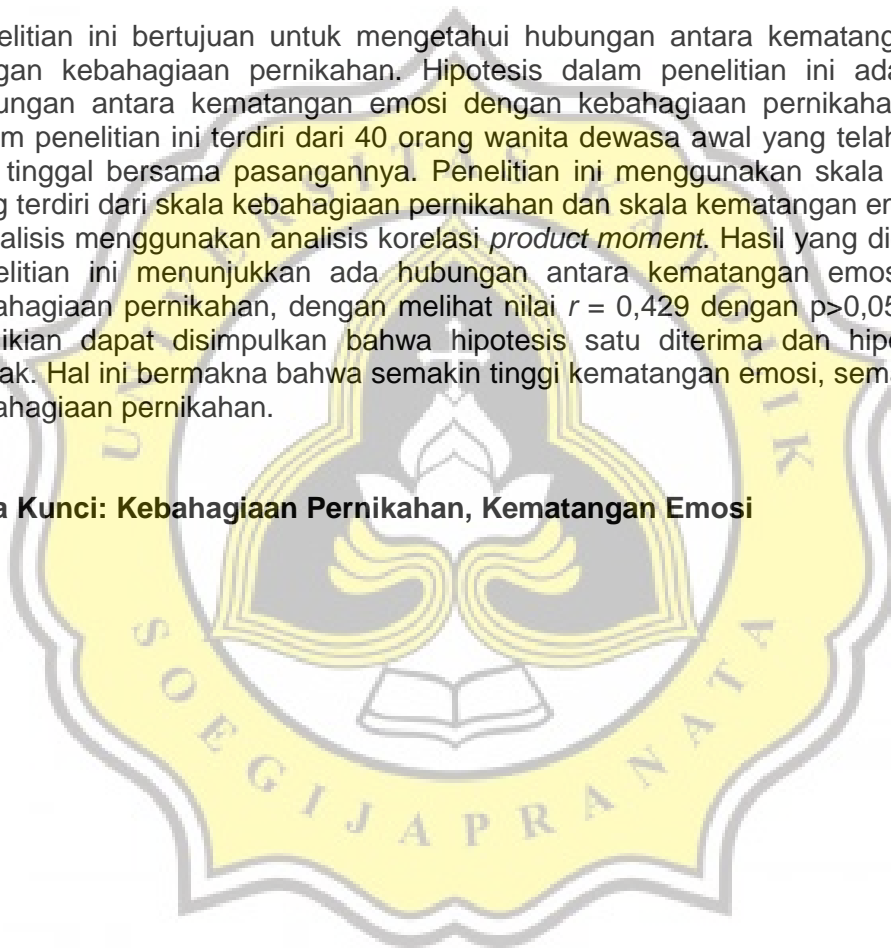 elitian ini bertujuan untuk mengetahui hubungan antara kematang
gan kebahagiaan pernikahan. Hipotesis dalam penelitian ini ada
ungan antara kematangan emosi dengan kebahagiaan pernikaha
m penelitian ini terdiri dari 40 orang wanita dewasa awal yang telah
tinggal bersama pasangannya. Penelitian ini menggunakan skala
g terdiri dari skala kebahagiaan pernikahan dan skala kematangan em
alisis menggunakan analisis korelasi product moment. Hasil yang di
elitian ini menunjukkan ada hubungan antara kematangan emos
ahagiaan pernikahan, dengan melihat nilai r = 0,429 dengan p>0,05
ikian dapat disimpulkan bahwa hipotesis satu diterima dan hipo
ak. Hal ini bermakna bahwa semakin tinggi kematangan emosi, sema
ahagiaan pernikahan.
a Kunci: Kebahagiaan Pernikahan, Kematangan Emosi
UNIVERSITAS KATOLIK
SOEGIJAPRANATA